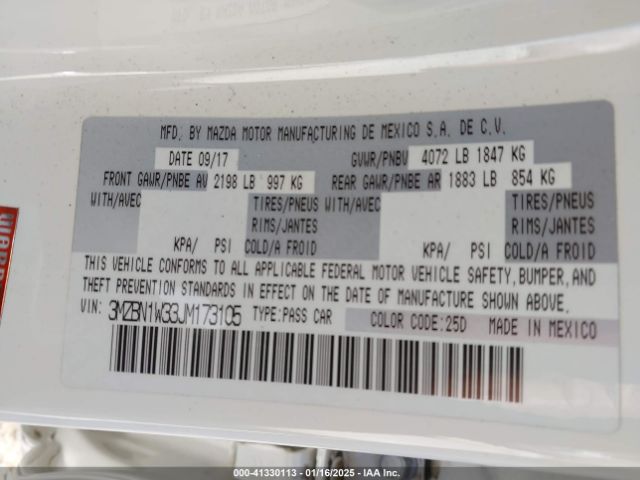 MFD. BY MAZDA MOTOR MANUFACTURING DE MEXICO S.A. DE C.V.
DATE 09/17 GVWR/PNBV 4072 LB 1847 KG
FRONT GAWR/PNBE AV 2198 LB 997 KG REAR GAWR/PNBE AR 1883 LB 854 KG
WITH/AVEC TIRES/PNEUS WITH/AVEC TIRES/PNEUS
RIMS/JANTES RIMS/JANTES
KPA/ PSI COLD/A FROID KPA/ PSI COLD/A FROID
THIS VEHICLE CONFORMS TO ALL APPLICABLE FEDERAL MOTOR VEHICLE SAFETY, BUMPER, AND
THEFT PREVENTION STANDARDS IN EFFECT ON THE DATE OF MANUFACTURE SHOWN ABOVE.
VIN: 3MZBN1W33JM173105 TYPE:PASS CAR COLOR CODE:25D MADE IN MEXICO
000-41330113 - 01/16/2025 - IAA Inc.